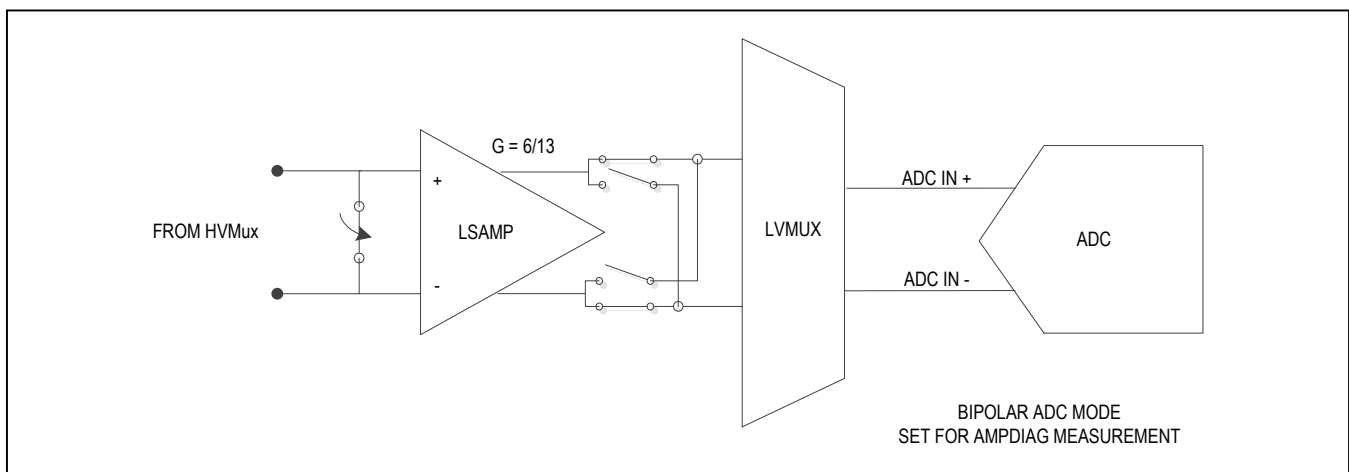 G = 6/13
ADC IN +
+
FROM HVMux
LSAMP
LVMUX
ADC
-
ADC IN -
BIPOLAR ADC MODE
SET FOR AMPDIAG MEASUREMENT